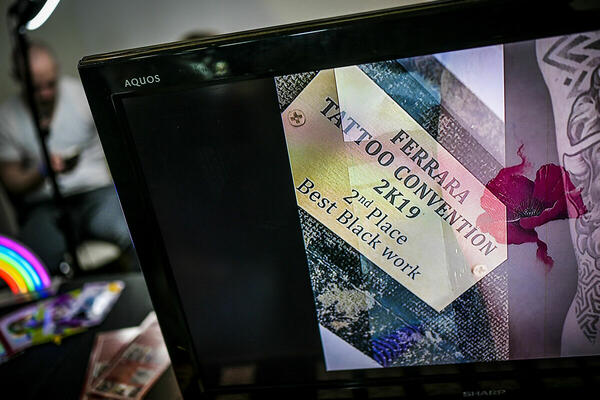 AQUOS
FERRARA
TATTOO CONVENTION
2K19
2nd Place
Best Black work
SHARP